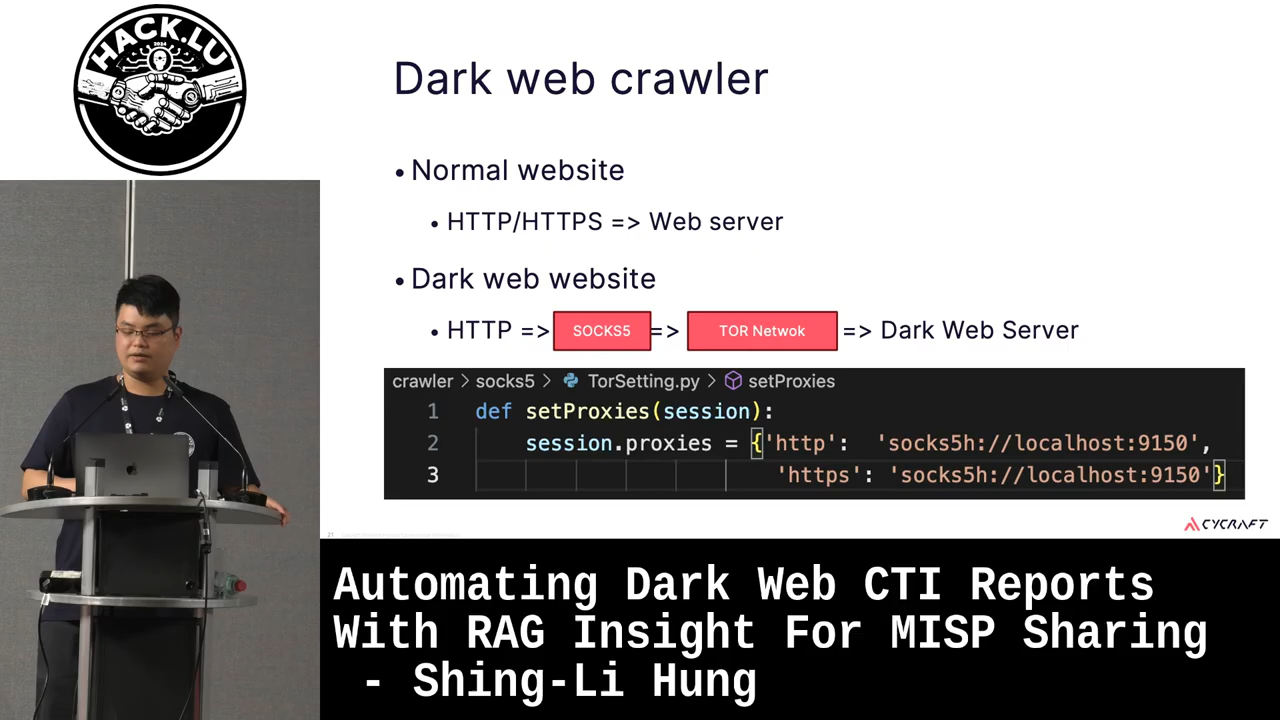 HACK.LU
2024
Dark web crawler
• Normal website
• HTTP/HTTPS => Web server
• Dark web website
• HTTP => SOCKS5 => TOR Netwok => Dark Web Server
crawler > socks5 > TorSetting.py > setProxies
1 def setProxies(session):
2 session.proxies = {'http': 'socks5h://localhost:9150',
3 'https': 'socks5h://localhost:9150'}
21
CYCRAFT
Automating Dark Web CTI Reports
With RAG Insight For MISP Sharing
- Shing-Li Hung